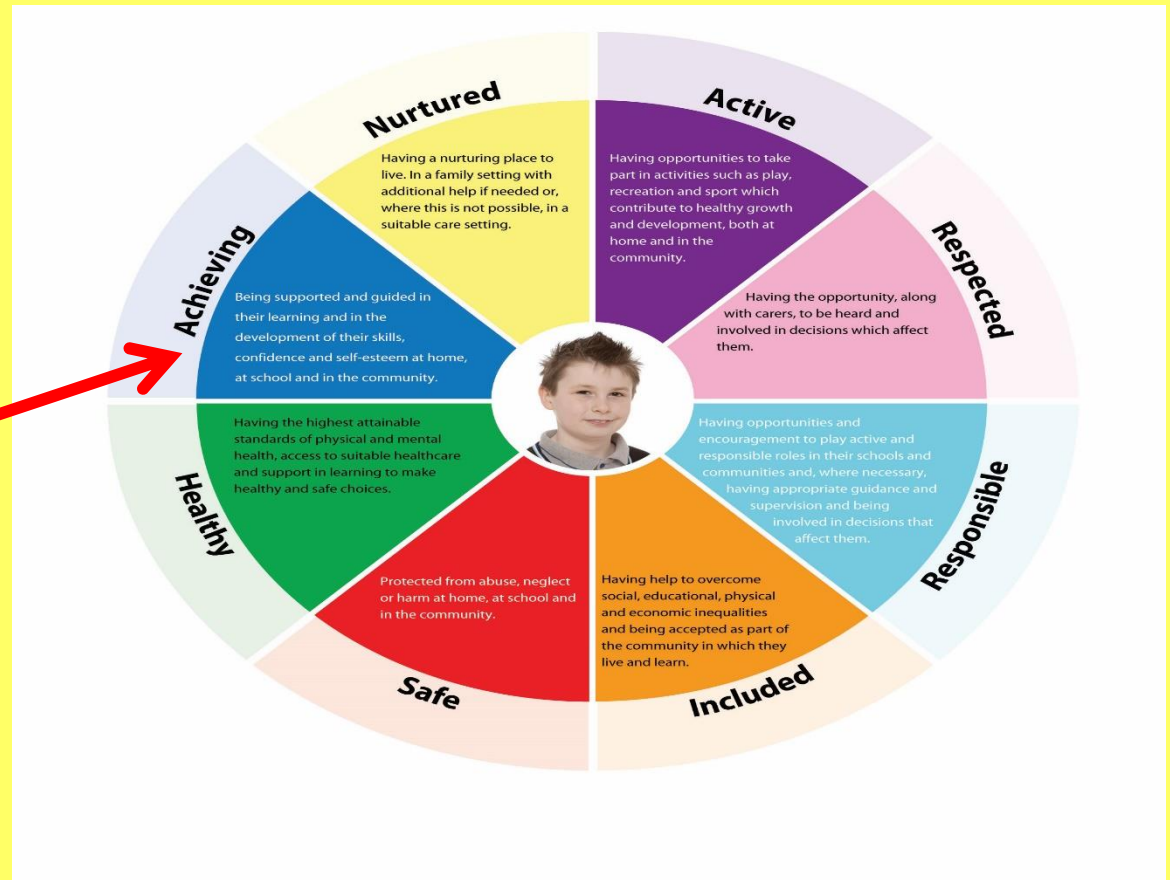 Nurtured
Having a nurturing place to
live. In a family setting with
additional help if needed or,
where this is not possible, in a
suitable care setting.
Active
Having opportunities to take
part in activities such as play,
recreation and sport which
contribute to healthy growth
and development, both at
home and in the
community.
Respected
Having the opportunity, along
with carers, to be heard and
involved in decisions which affect
them.
Responsible
Having opportunities and
encouragement to play active and
responsible roles in their schools and
communities and, where necessary,
having appropriate guidance and
supervision and being
involved in decisions that
affect them.
Included
Having help to overcome
social, educational, physical
and economic inequalities
and being accepted as part of
the community in which they
live and learn.
Safe
Protected from abuse, neglect
or harm at home, at school and
in the community.
Healthy
Having the highest attainable
standards of physical and mental
health, access to suitable healthcare
and support in learning to make
healthy and safe choices.
Achieving
Being supported and guided in
their learning and in the
development of their skills,
confidence and self-esteem at home,
at school and in the community.